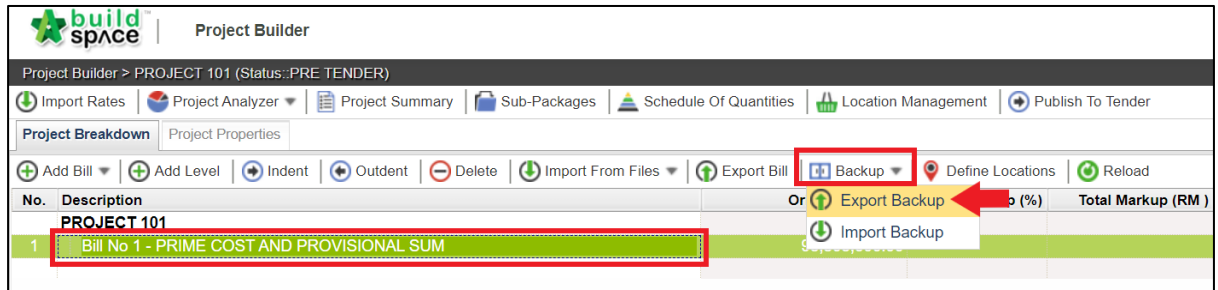 build space™ Project Builder
Project Builder > PROJECT 101 (Status::PRE TENDER)
Import Rates Project Analyzer Project Summary Sub-Packages Schedule Of Quantities Location Management Publish To Tender
Project Breakdown Project Properties
Add Bill Add Level Indent Outdent Delete Import From Files Export Bill Backup Define Locations Reload
No. Description Or Export Backup (%) Total Markup (RM )
PROJECT 101
Import Backup
1 Bill No 1 - PRIME COST AND PROVISIONAL SUM